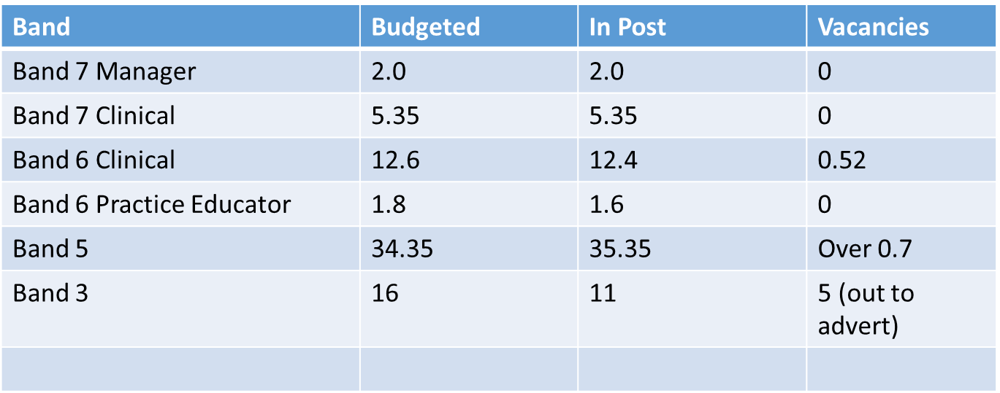 Band Budgeted In Post Vacancies
Band 7 Manager 2.0 2.0 0
Band 7 Clinical 5.35 5.35 0
Band 6 Clinical 12.6 12.4 0.52
Band 6 Practice Educator 1.8 1.6 0
Band 5 34.35 35.35 Over 0.7
Band 3 16 11 5 (out to
advert)